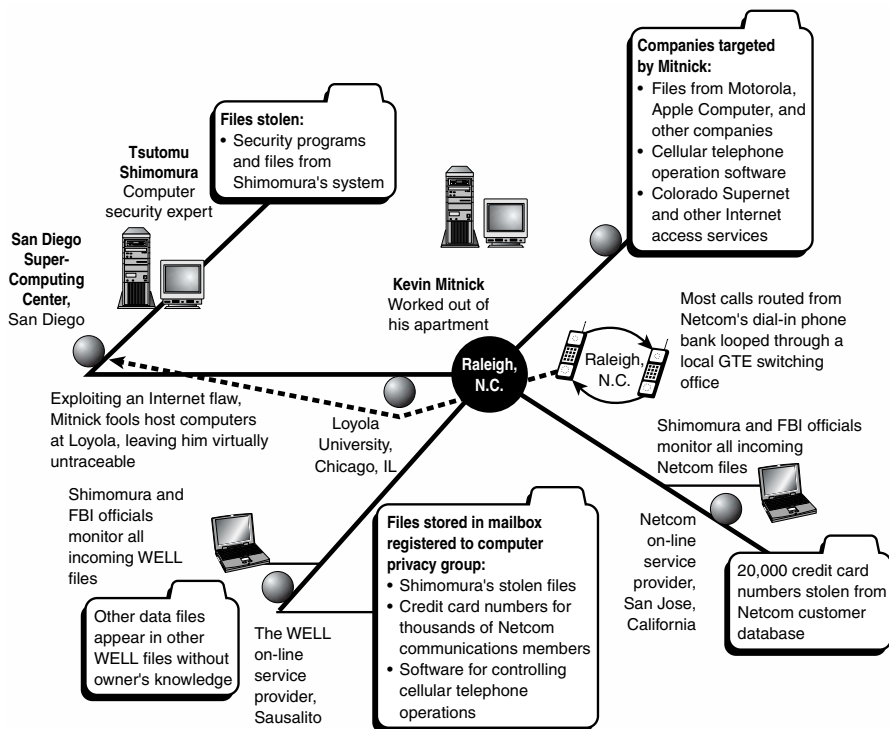 Companies targeted
by Mitnick:
• Files from Motorola,
Apple Computer, and
other companies
• Cellular telephone
operation software
• Colorado Supernet
and other Internet
access services
Files stolen:
• Security programs
and files from
Shimomura's system
Tsutomu
Shimomura
Computer
security expert
San Diego
Super-
Computing
Center,
San Diego
Kevin Mitnick
Worked out of
his apartment
Most calls routed from
Netcom's dial-in phone
bank looped through a
local GTE switching
office
Raleigh,
N.C.
Raleigh,
N.C.
Exploiting an Internet flaw,
Mitnick fools host computers
at Loyola, leaving him virtually
untraceable
Loyola
University,
Chicago, IL
Shimomura and FBI officials
monitor all incoming
Netcom files
Shimomura and
FBI officials
monitor all
incoming WELL
files
Files stored in mailbox
registered to computer
privacy group:
• Shimomura's stolen files
• Credit card numbers for
thousands of Netcom
communications members
• Software for controlling
cellular telephone
operations
Netcom
on-line
service
provider,
San Jose,
California
20,000 credit card
numbers stolen from
Netcom customer
database
Other data files
appear in other
WELL files without
owner's knowledge
The WELL
on-line
service
provider,
Sausalito